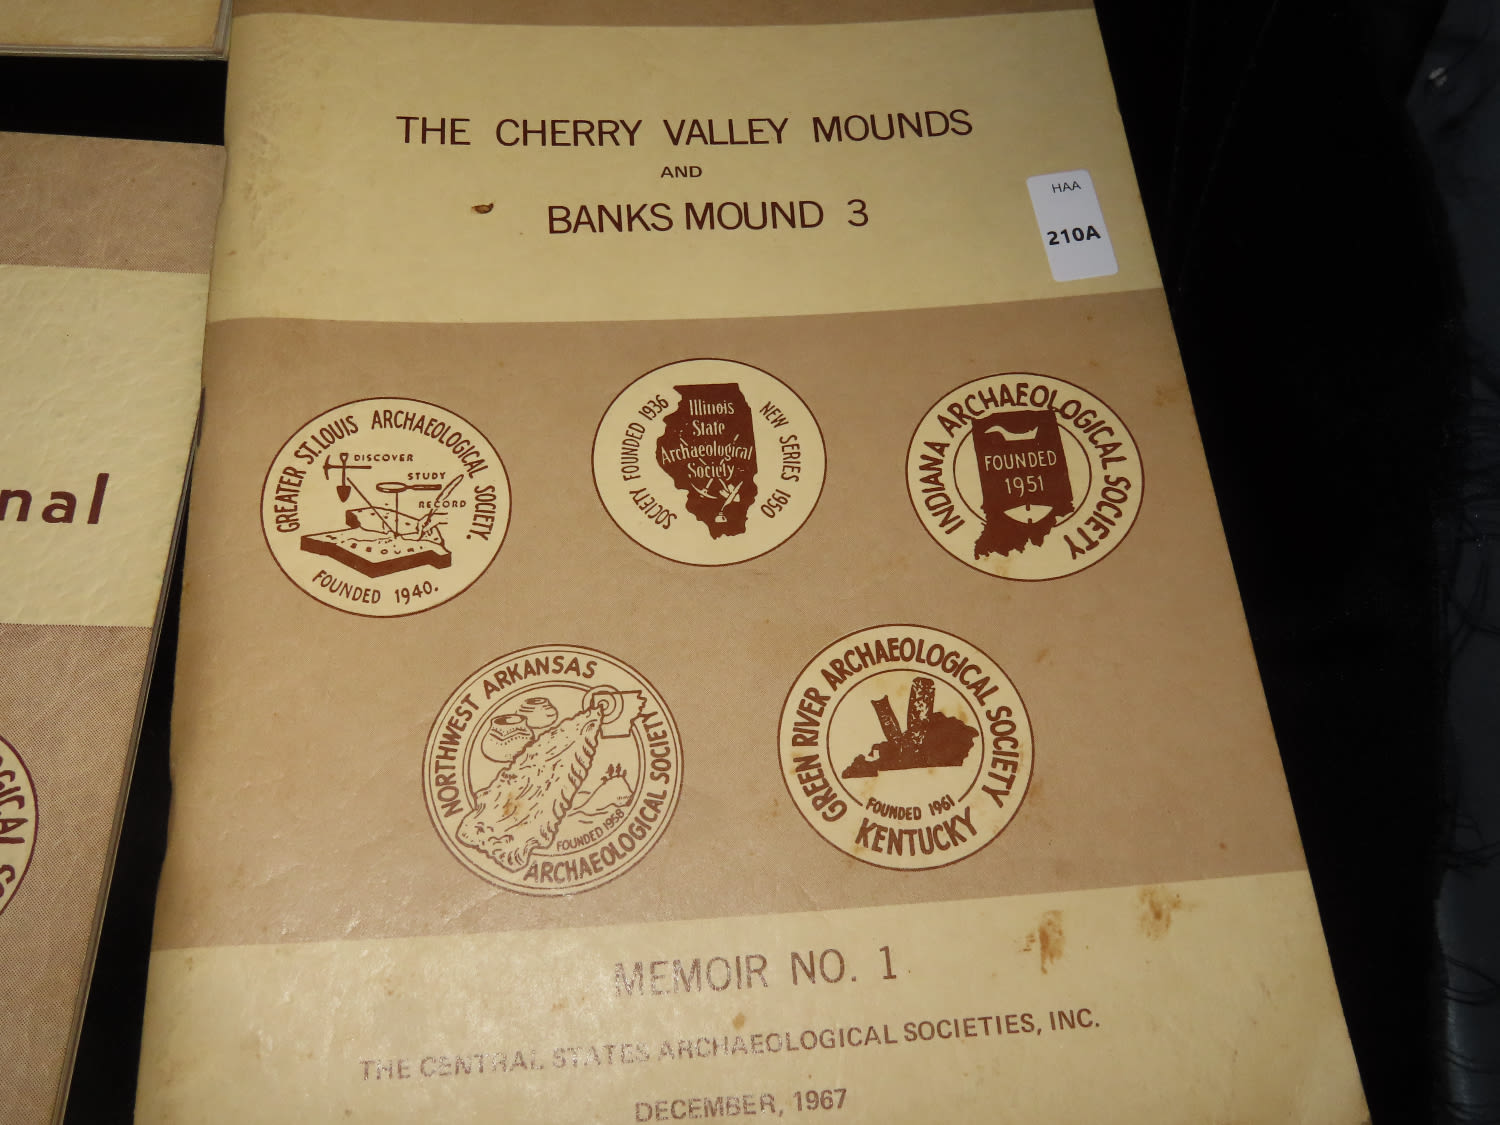 THE CHERRY VALLEY MOUNDS
AND
BANKS MOUND 3
HAA
210A
GREATER ST. LOUIS ARCHAEOLOGICAL SOCIETY.
DISCOVER
STUDY
RECORD
FOUNDED 1940.
SOCIETY FOUNDED 1936
NEW SERIES 1950
Illinois
State
Archaeological
Society
INDIANA ARCHAEOLOGICAL SOCIETY
FOUNDED
1951
NORTHWEST ARKANSAS
ARCHAEOLOGICAL SOCIETY
FOUNDED 1958
GREEN RIVER ARCHAEOLOGICAL SOCIETY
FOUNDED 1961
KENTUCKY
MEMOIR NO. 1
THE CENTRAL STATES ARCHAEOLOGICAL SOCIETIES, INC.
DECEMBER, 1967
nal